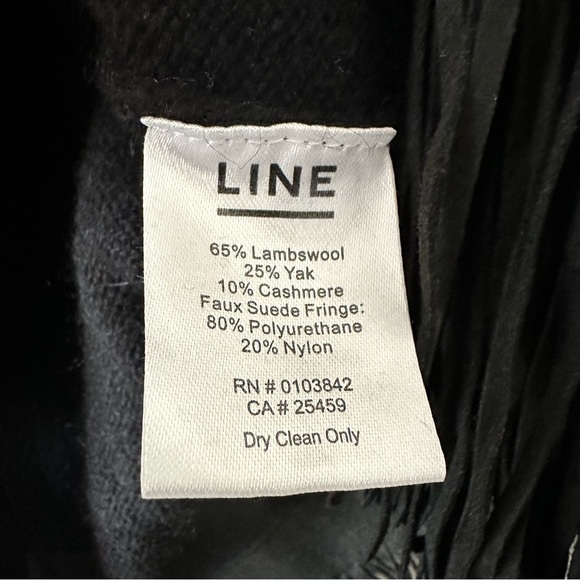 LINE
65% Lambswool
25% Yak
10% Cashmere
Faux Suede Fringe:
80% Polyurethane
20% Nylon
RN # 0103842
CA # 25459
Dry Clean Only